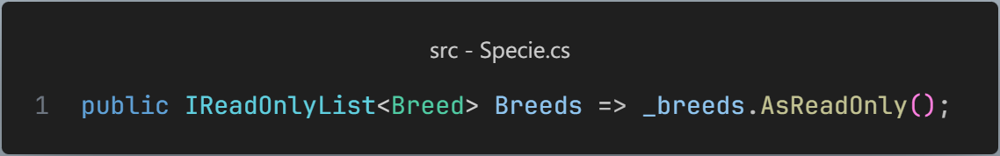 src - Specie.cs
1 public IReadOnlyList<Breed> Breeds => _breeds.AsReadOnly();